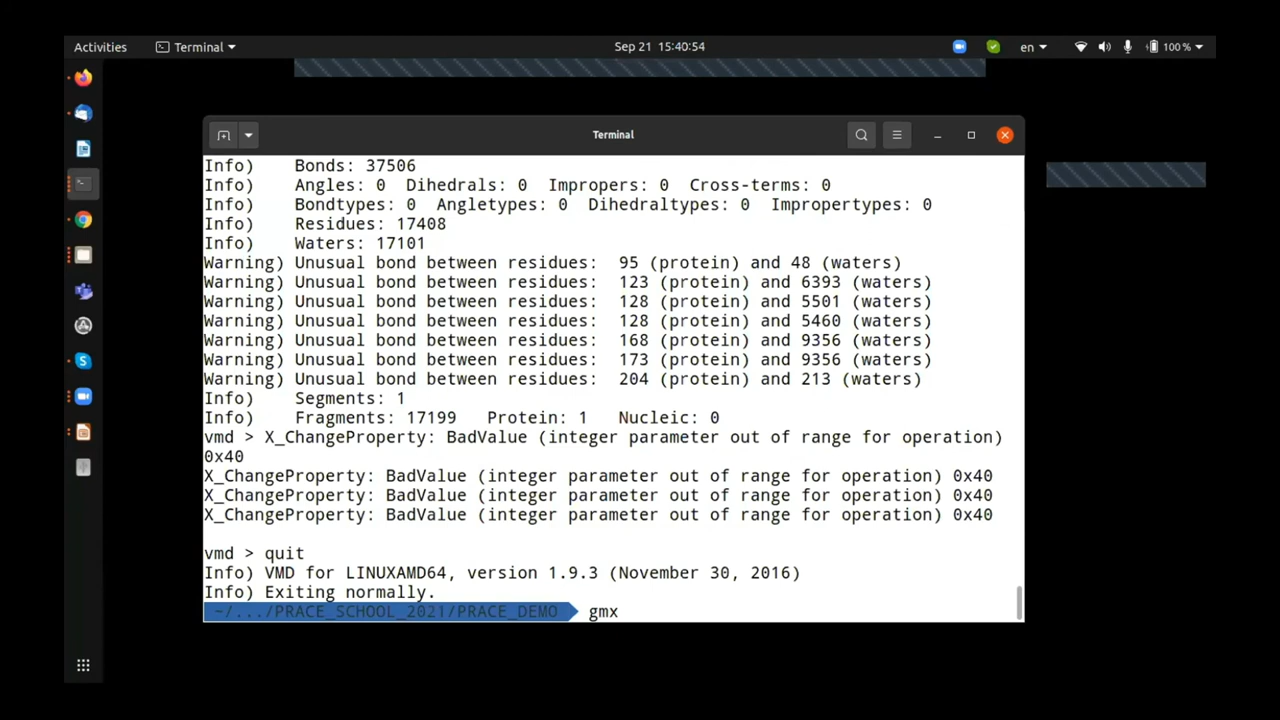 Activities
Terminal
Sep 21 15:40:54
en
100 %
Terminal
Info)    Bonds: 37506
Info)    Angles: 0  Dihedrals: 0  Impropers: 0  Cross-terms: 0
Info)    Bondtypes: 0  Angletypes: 0  Dihedraltypes: 0  Impropertypes: 0
Info)    Residues: 17408
Info)    Waters: 17101
Warning) Unusual bond between residues:  95 (protein) and 48 (waters)
Warning) Unusual bond between residues:  123 (protein) and 6393 (waters)
Warning) Unusual bond between residues:  128 (protein) and 5501 (waters)
Warning) Unusual bond between residues:  128 (protein) and 5460 (waters)
Warning) Unusual bond between residues:  168 (protein) and 9356 (waters)
Warning) Unusual bond between residues:  173 (protein) and 9356 (waters)
Warning) Unusual bond between residues:  204 (protein) and 213 (waters)
Info)    Segments: 1
Info)    Fragments: 17199   Protein: 1   Nucleic: 0
vmd > X_ChangeProperty: BadValue (integer parameter out of range for operation)
0x40
X_ChangeProperty: BadValue (integer parameter out of range for operation) 0x40
X_ChangeProperty: BadValue (integer parameter out of range for operation) 0x40
X_ChangeProperty: BadValue (integer parameter out of range for operation) 0x40
vmd > quit
Info) VMD for LINUXAMD64, version 1.9.3 (November 30, 2016)
Info) Exiting normally.
~/.../PRACE_SCHOOL_2021/PRACE_DEMO gmx